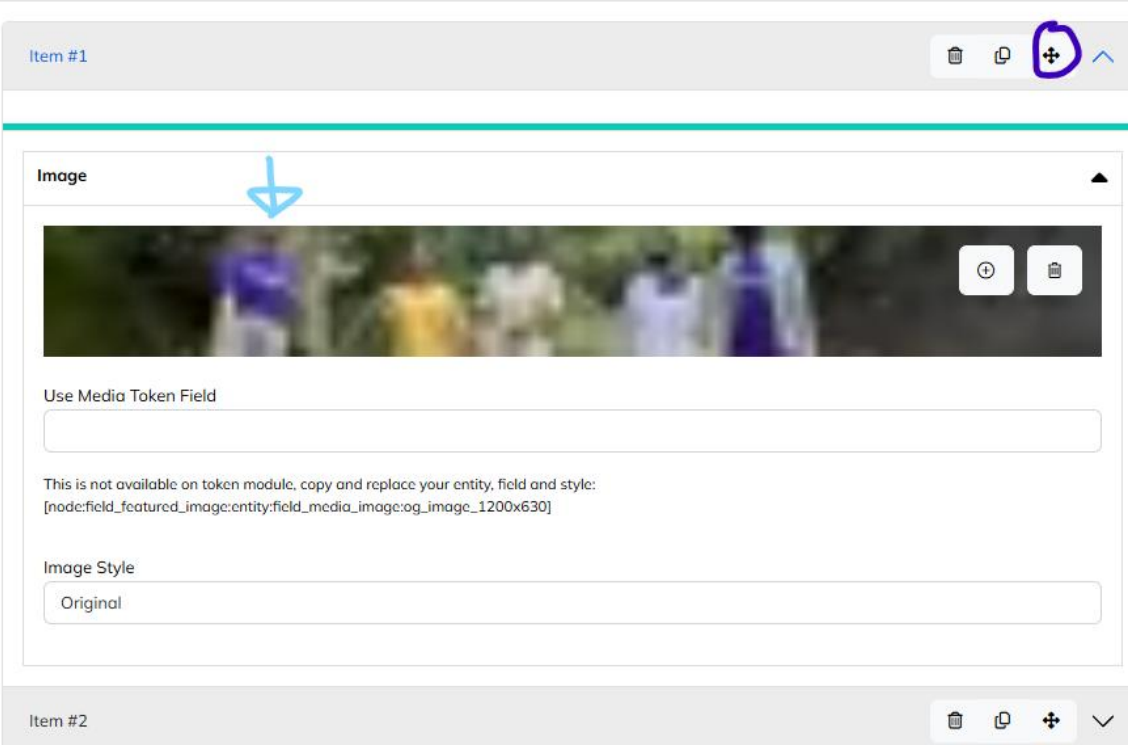 Item #1
Image
Use Media Token Field
This is not available on token module, copy and replace your entity, field and style:
[node:field_featured_image:entity:field_media_image:og_image_1200x630]
Image Style
Original
Item #2